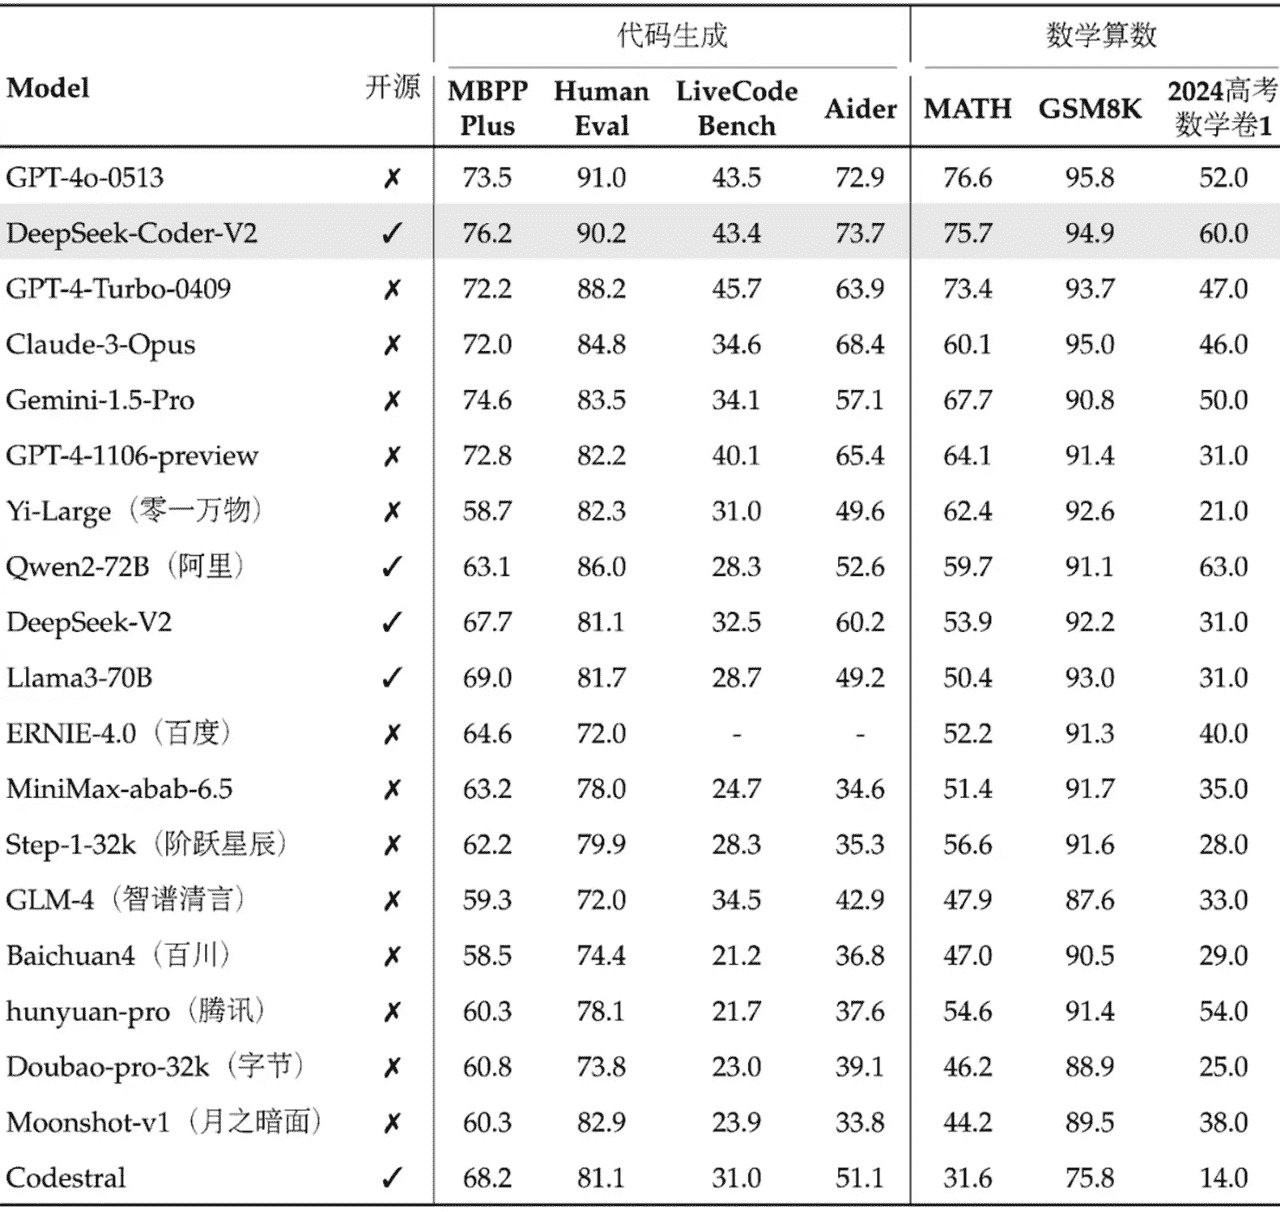 代码生成 数学算数
Model 开源 MBPP Plus Human Eval LiveCode Bench Aider MATH GSM8K 2024高考数学卷1
GPT-4o-0513 ✗ 73.5 91.0 43.5 72.9 76.6 95.8 52.0
DeepSeek-Coder-V2 ✓ 76.2 90.2 43.4 73.7 75.7 94.9 60.0
GPT-4-Turbo-0409 ✗ 72.2 88.2 45.7 63.9 73.4 93.7 47.0
Claude-3-Opus ✗ 72.0 84.8 34.6 68.4 60.1 95.0 46.0
Gemini-1.5-Pro ✗ 74.6 83.5 34.1 57.1 67.7 90.8 50.0
GPT-4-1106-preview ✗ 72.8 82.2 40.1 65.4 64.1 91.4 31.0
Yi-Large（零一万物） ✗ 58.7 82.3 31.0 49.6 62.4 92.6 21.0
Qwen2-72B（阿里） ✓ 63.1 86.0 28.3 52.6 59.7 91.1 63.0
DeepSeek-V2 ✓ 67.7 81.1 32.5 60.2 53.9 92.2 31.0
Llama3-70B ✓ 69.0 81.7 28.7 49.2 50.4 93.0 31.0
ERNIE-4.0（百度） ✗ 64.6 72.0 - - 52.2 91.3 40.0
MiniMax-abab-6.5 ✗ 63.2 78.0 24.7 34.6 51.4 91.7 35.0
Step-1-32k（阶跃星辰） ✗ 62.2 79.9 28.3 35.3 56.6 91.6 28.0
GLM-4（智谱清言） ✗ 59.3 72.0 34.5 42.9 47.9 87.6 33.0
Baichuan4（百川） ✗ 58.5 74.4 21.2 36.8 47.0 90.5 29.0
hunyuan-pro（腾讯） ✗ 60.3 78.1 21.7 37.6 54.6 91.4 54.0
Doubao-pro-32k（字节） ✗ 60.8 73.8 23.0 39.1 46.2 88.9 25.0
Moonshot-v1（月之暗面） ✗ 60.3 82.9 23.9 33.8 44.2 89.5 38.0
Codestral ✓ 68.2 81.1 31.0 51.1 31.6 75.8 14.0